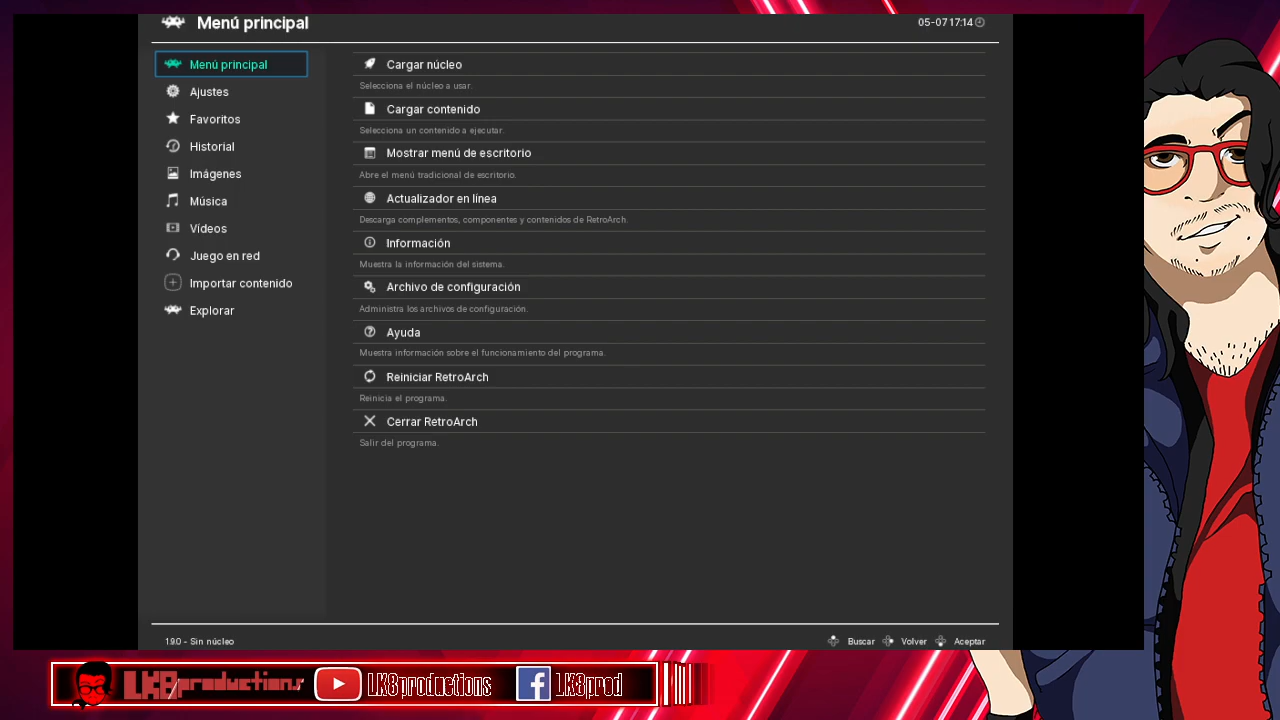 Menú principal
05-07 17:14
Menú principal
Ajustes
Favoritos
Historial
Imágenes
Música
Vídeos
Juego en red
Importar contenido
Explorar
Cargar núcleo
Selecciona el núcleo a usar.
Cargar contenido
Selecciona un contenido a ejecutar.
Mostrar menú de escritorio
Abre el menú tradicional de escritorio.
Actualizador en línea
Descarga complementos, componentes y contenidos de RetroArch.
Información
Muestra la información del sistema.
Archivo de configuración
Administra los archivos de configuración.
Ayuda
Muestra información sobre el funcionamiento del programa.
Reiniciar RetroArch
Reinicia el programa.
Cerrar RetroArch
Salir del programa.
1.9.0 - Sin núcleo
Buscar Volver Aceptar
LK8productions LK8productions LK8prod